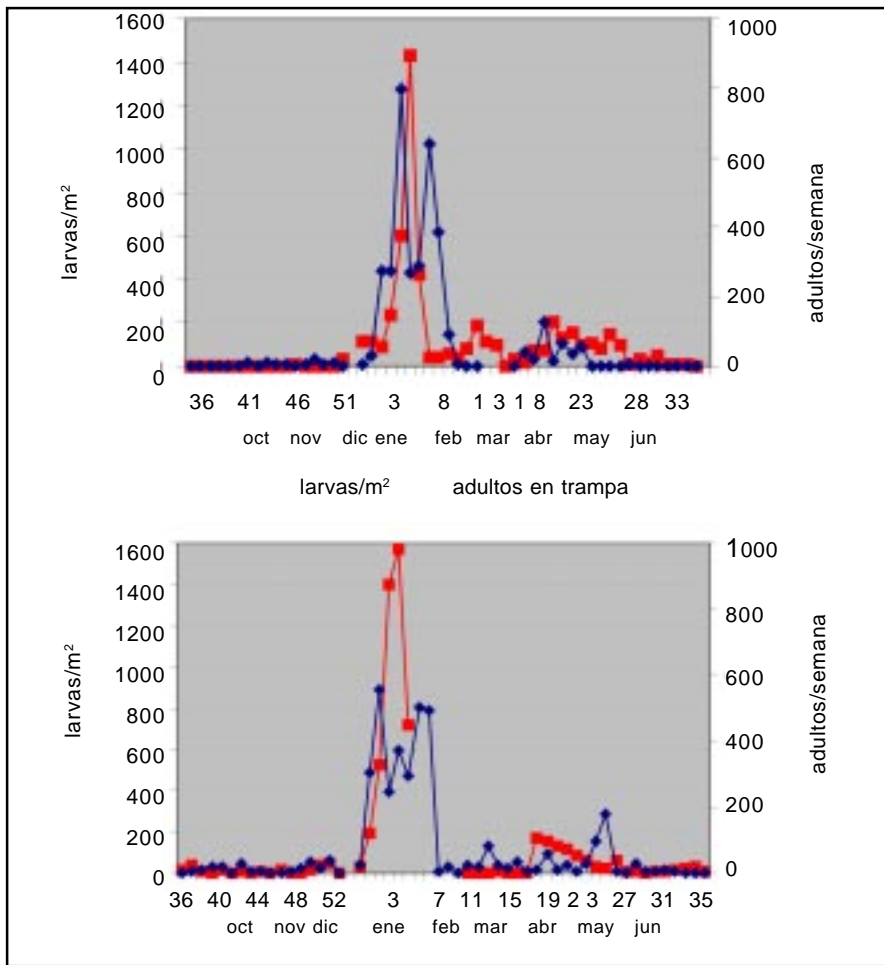 1600 1000
1400
1200 800
1000
800 600
600 400
400
200 200
0 0
larvas/m²
adultos/semana
36 41 46 51 3 8 1 3 1 8 23 28 33
oct nov dic ene feb mar abr may jun
larvas/m² adultos en trampa
1600 1000
1400
1200 800
1000
800 600
600 400
400
200 200
0 0
larvas/m²
adultos/semana
36 40 44 48 52 3 7 11 15 19 2 3 27 31 35
oct nov dic ene feb mar abr may jun